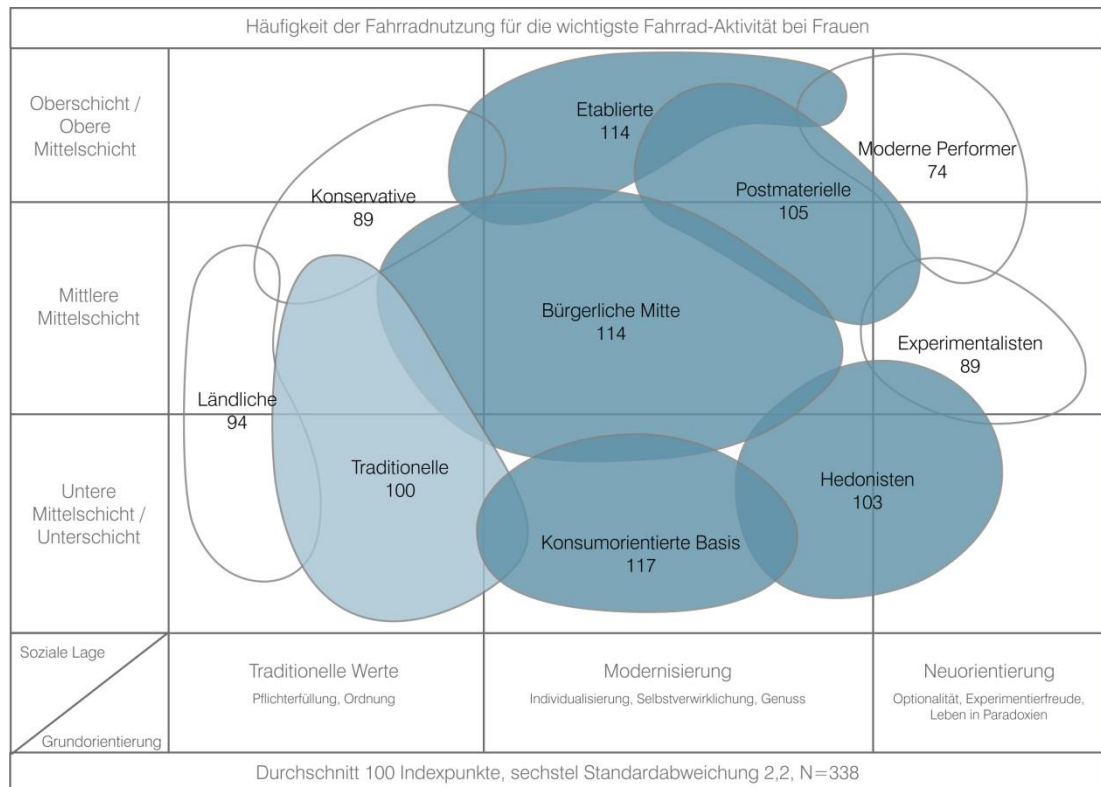 Häufigkeit der Fahrradnutzung für die wichtigste Fahrrad-Aktivität bei Frauen
Oberschicht /
Obere
Mittelschicht
Etablierte
114
Moderne Performer
74
Konservative
89
Postmaterielle
105
Mittlere
Mittelschicht
Bürgerliche Mitte
114
Experimentalisten
89
Ländliche
94
Traditionelle
100
Hedonisten
103
Untere
Mittelschicht /
Unterschicht
Konsumorientierte Basis
117
Soziale Lage
Grundorientierung
Traditionelle Werte
Pflichterfüllung, Ordnung
Modernisierung
Individualisierung, Selbstverwirklichung, Genuss
Neuorientierung
Optionalität, Experimentierfreude,
Leben in Paradoxien
Durchschnitt 100 Indexpunkte, sechstel Standardabweichung 2,2, N=338